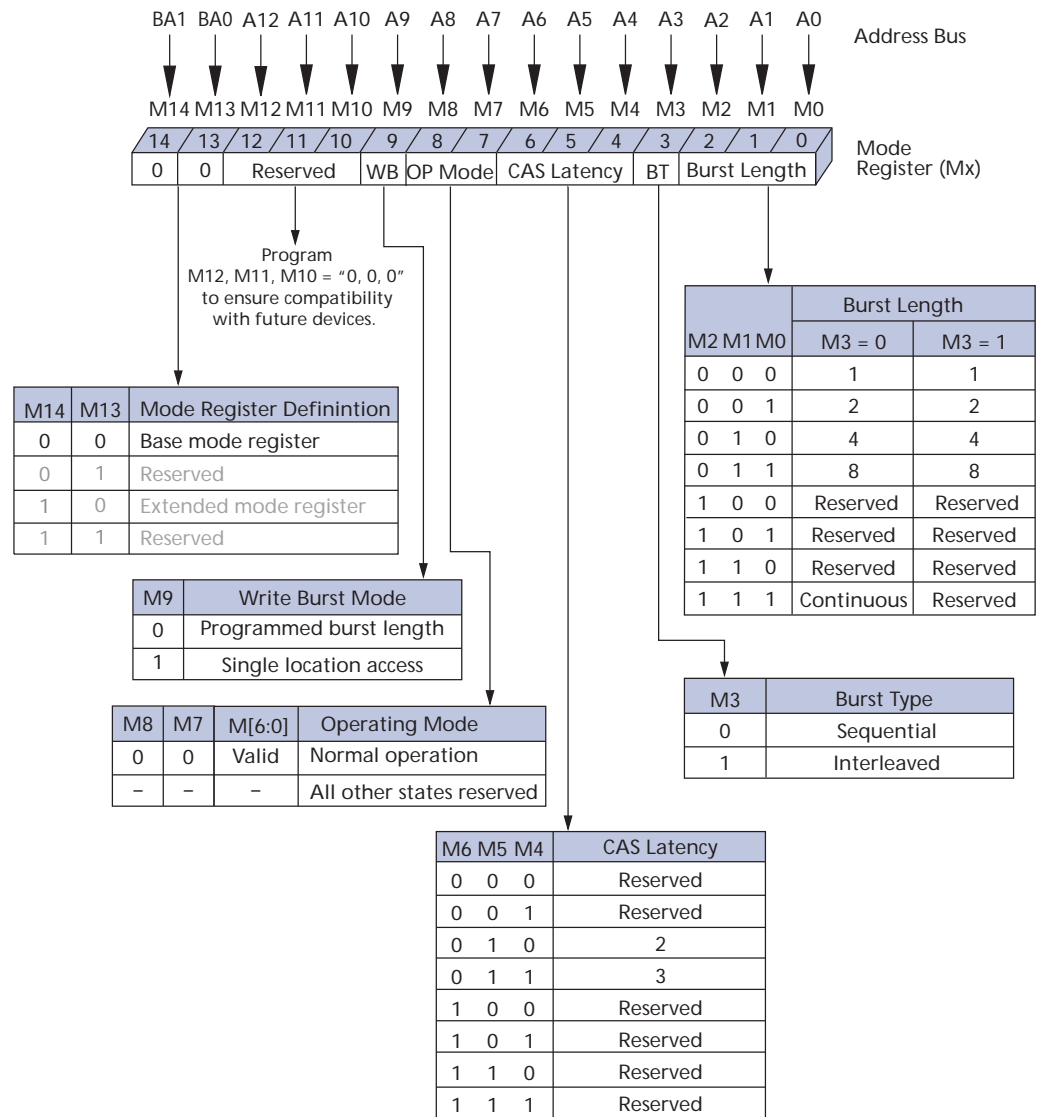 BA1 BA0 A12 A11 A10 A9 A8 A7 A6 A5 A4 A3 A2 A1 A0
Address Bus
M14 M13 M12 M11 M10 M9 M8 M7 M6 M5 M4 M3 M2 M1 M0
14 13 12 11 10 9 8 7 6 5 4 3 2 1 0
Mode
Register (Mx)
0 0 Reserved WB OP Mode CAS Latency BT Burst Length
Program
M12, M11, M10 = “0, 0, 0”
to ensure compatibility
with future devices.
Burst Length
M2 M1 M0 M3 = 0 M3 = 1
0 0 0 1 1
0 0 1 2 2
0 1 0 4 4
0 1 1 8 8
1 0 0 Reserved Reserved
1 0 1 Reserved Reserved
1 1 0 Reserved Reserved
1 1 1 Continuous Reserved
M14 M13 Mode Register Definintion
0 0 Base mode register
0 1 Reserved
1 0 Extended mode register
1 1 Reserved
M9 Write Burst Mode
0 Programmed burst length
1 Single location access
M3 Burst Type
0 Sequential
1 Interleaved
M8 M7 M[6:0] Operating Mode
0 0 Valid Normal operation
– – – All other states reserved
M6 M5 M4 CAS Latency
0 0 0 Reserved
0 0 1 Reserved
0 1 0 2
0 1 1 3
1 0 0 Reserved
1 0 1 Reserved
1 1 0 Reserved
1 1 1 Reserved